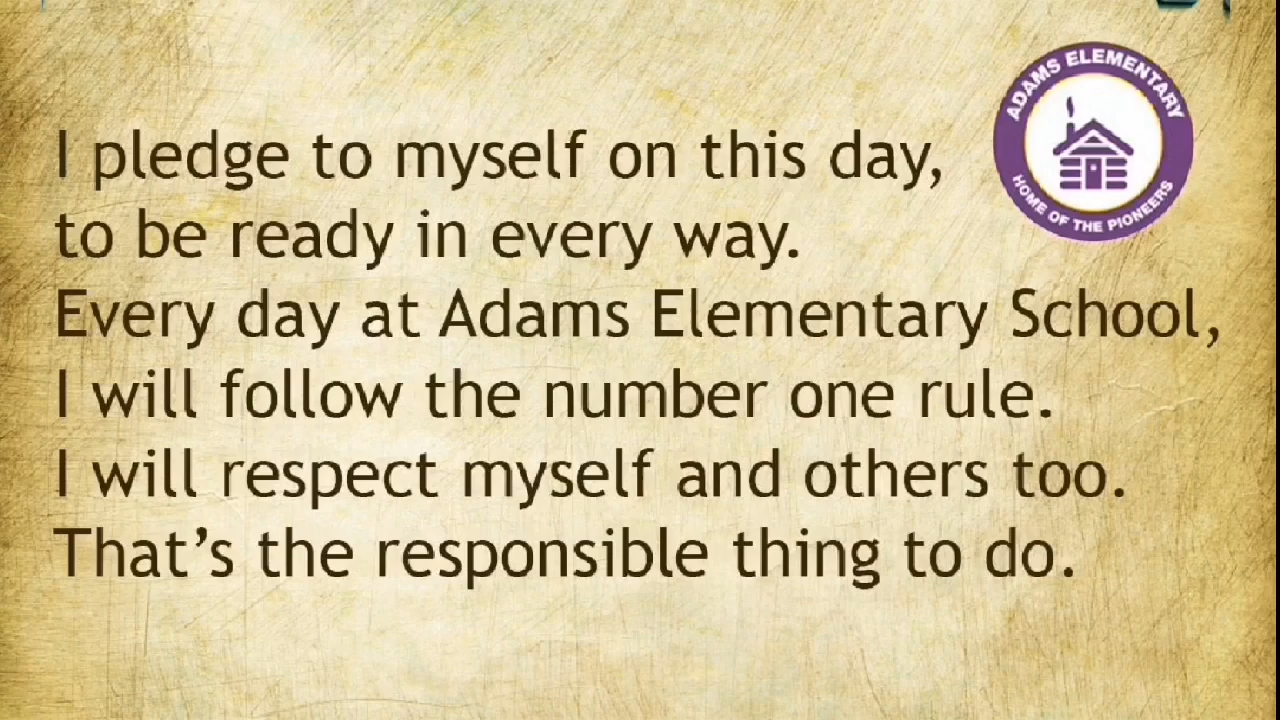 ADAMS ELEMENTARY
HOME OF THE PIONEERS
I pledge to myself on this day,
to be ready in every way.
Every day at Adams Elementary School,
I will follow the number one rule.
I will respect myself and others too.
That’s the responsible thing to do.